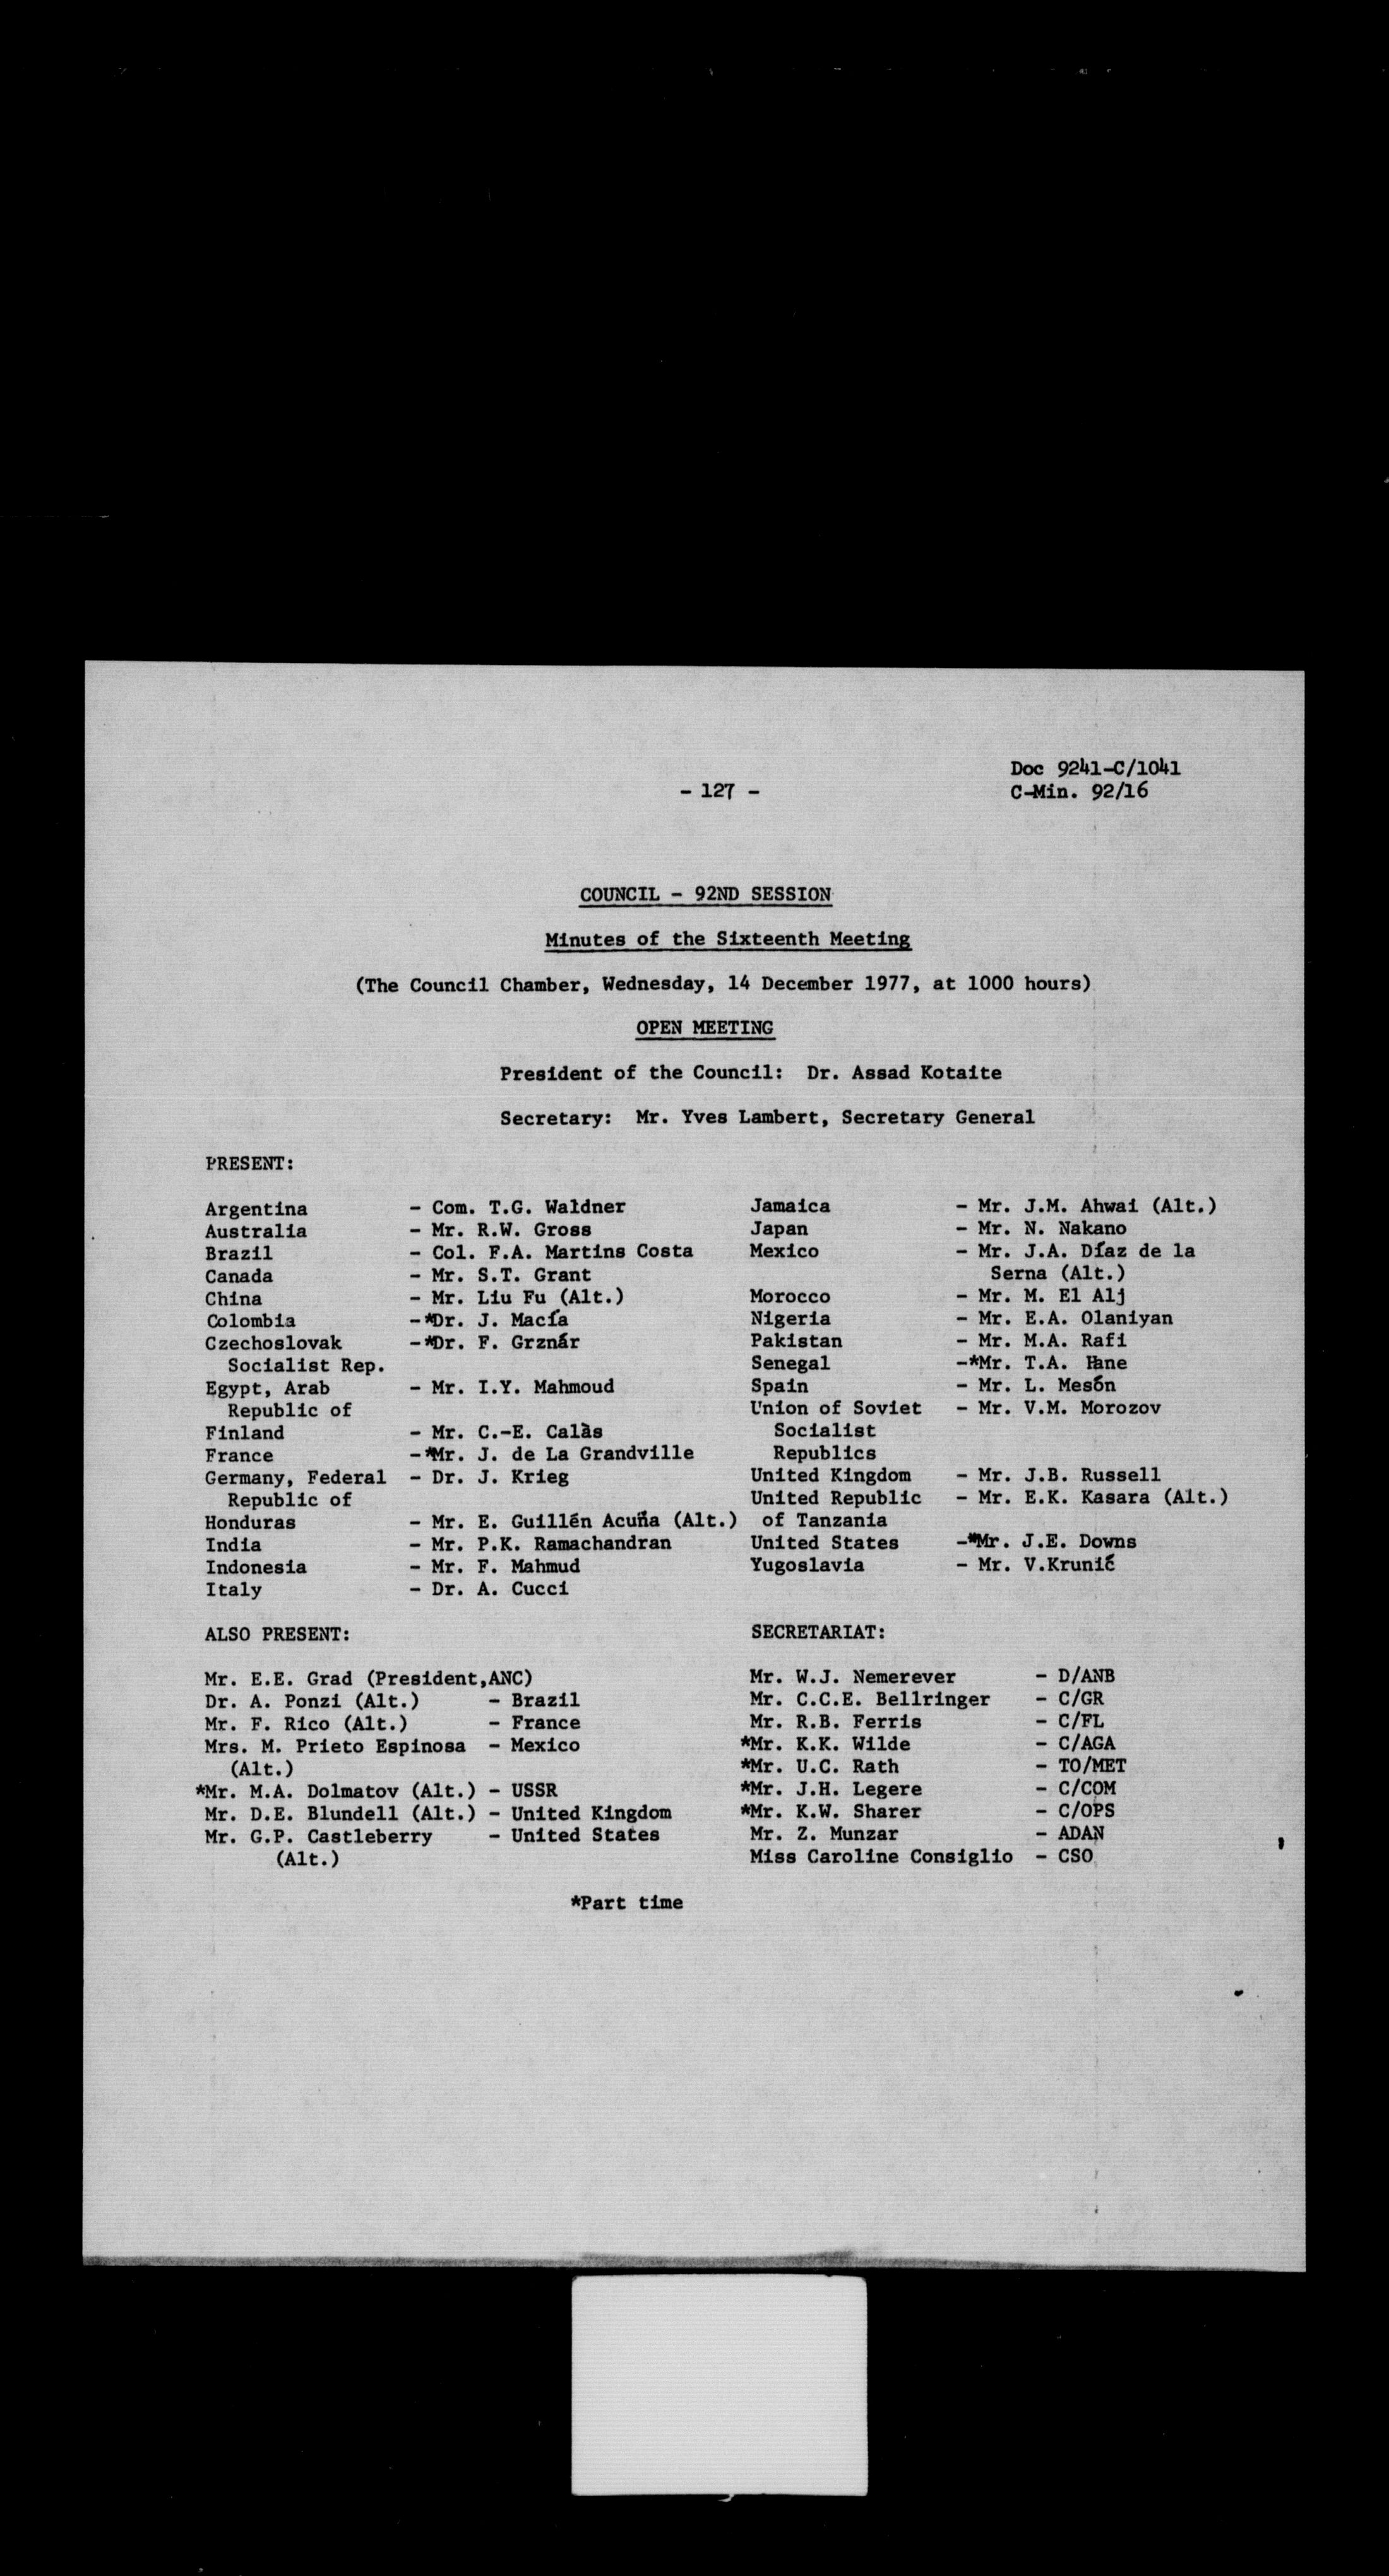 Doc 9241-C/1041
- 127 -
C-Min. 92/16
COUNCIL - 92ND SESSION
Minutes of the Sixteenth Meeting
(The Council Chamber, Wednesday, 14 December 1977, at 1000 hours)
OPEN MEETING
President of the Council: Dr. Assad Kotaite
Secretary: Mr. Yves Lambert, Secretary General
PRESENT:
Argentina - Com. T.G. Waldner
Australia - Mr. R.W. Gross
Brazil - Col. F.A. Martins Costa
Canada - Mr. S.T. Grant
China - Mr. Liu Fu (Alt.)
Colombia -*Dr. J. Macía
Czechoslovak -*Dr. F. Grznár
Socialist Rep.
Egypt, Arab - Mr. I.Y. Mahmoud
Republic of
Finland - Mr. C.-E. Calàs
France -*Mr. J. de La Grandville
Germany, Federal - Dr. J. Krieg
Republic of
Honduras - Mr. E. Guillén Acuña (Alt.)
India - Mr. P.K. Ramachandran
Indonesia - Mr. F. Mahmud
Italy - Dr. A. Cucci
Jamaica - Mr. J.M. Ahwai (Alt.)
Japan - Mr. N. Nakano
Mexico - Mr. J.A. Díaz de la
Serna (Alt.)
Morocco - Mr. M. El Alj
Nigeria - Mr. E.A. Olaniyan
Pakistan - Mr. M.A. Rafi
Senegal -*Mr. T.A.
Spain - Mr. L. Mesón
Union of Soviet - Mr. V.M. Morozov
Socialist
Republics
United Kingdom - Mr. J.B. Russell
United Republic - Mr. E.K. Kasara (Alt.)
of Tanzania
United States -*Mr. J.E. Downs
Yugoslavia - Mr. V.Krunić
ALSO PRESENT:
Mr. E.E. Grad (President,ANC)
Dr. A. Ponzi (Alt.) - Brazil
Mr. F. Rico (Alt.) - France
Mrs. M. Prieto Espinosa - Mexico
(Alt.)
*Mr. M.A. Dolmatov (Alt.) - USSR
Mr. D.E. Blundell (Alt.) - United Kingdom
Mr. G.P. Castleberry - United States
(Alt.)
SECRETARIAT:
Mr. W.J. Nemerever - D/ANB
Mr. C.C.E. Bellringer - C/GR
Mr. R.B. Ferris - C/FL
*Mr. K.K. Wilde - C/AGA
*Mr. U.C. Rath - TO/MET
*Mr. J.H. Legere - C/COM
*Mr. K.W. Sharer - C/OPS
Mr. Z. Munzar - ADAN
Miss Caroline Consiglio - CSO
*Part time